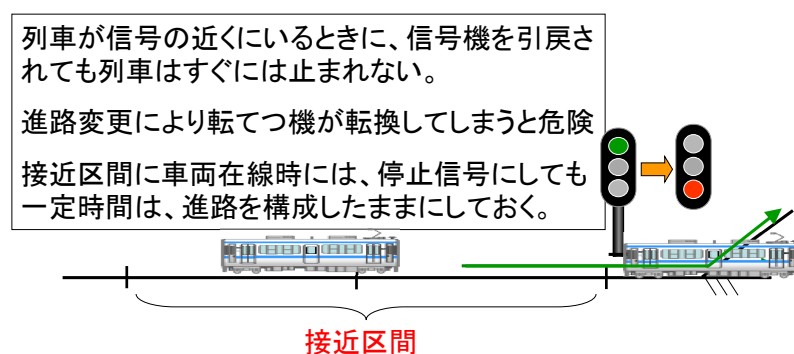 列車が信号の近くにいるときに、信号機を引戻さ
れても列車はすぐには止まれない。
進路変更により転てつ機が転換してしまうと危険
接近区間に車両在線時には、停止信号にしても
一定時間は、進路を構成したままにしておく。
接近区間